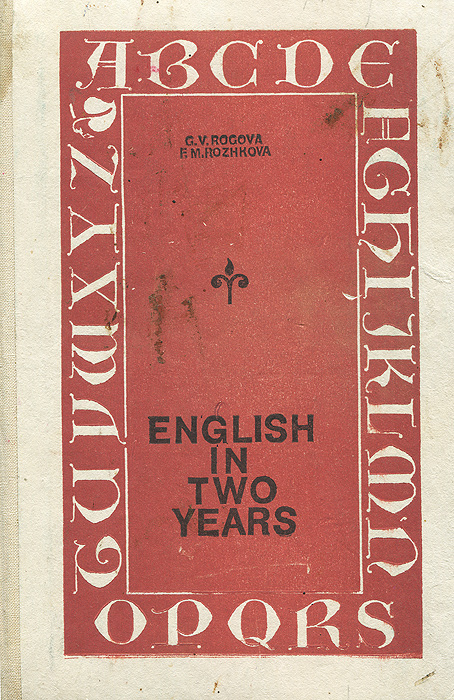 ABCDE
FGHIJKLMN
OPQRS
TUVWXYZ
G.V.ROGOVA
F.M.ROZHKOVA
ENGLISH
IN
TWO
YEARS